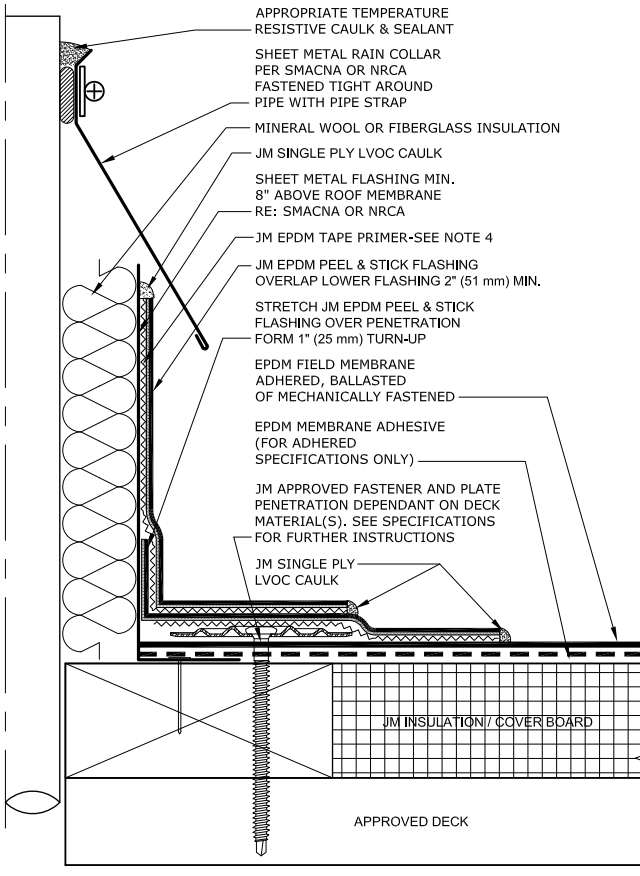 APPROPRIATE TEMPERATURE
RESISTIVE CAULK & SEALANT
SHEET METAL RAIN COLLAR
PER SMACNA OR NRCA
FASTENED TIGHT AROUND
PIPE WITH PIPE STRAP
MINERAL WOOL OR FIBERGLASS INSULATION
JM SINGLE PLY LVOC CAULK
SHEET METAL FLASHING MIN.
8" ABOVE ROOF MEMBRANE
RE: SMACNA OR NRCA
JM EPDM TAPE PRIMER-SEE NOTE 4
JM EPDM PEEL & STICK FLASHING
OVERLAP LOWER FLASHING 2" (51 mm) MIN.
STRETCH JM EPDM PEEL & STICK
FLASHING OVER PENETRATION
FORM 1" (25 mm) TURN-UP
EPDM FIELD MEMBRANE
ADHERED, BALLASTED
OF MECHANICALLY FASTENED
EPDM MEMBRANE ADHESIVE
(FOR ADHERED
SPECIFICATIONS ONLY)
JM APPROVED FASTENER AND PLATE
PENETRATION DEPENDANT ON DECK
MATERIAL(S). SEE SPECIFICATIONS
FOR FURTHER INSTRUCTIONS
JM SINGLE PLY
LVOC CAULK
JM INSULATION / COVER BOARD
APPROVED DECK